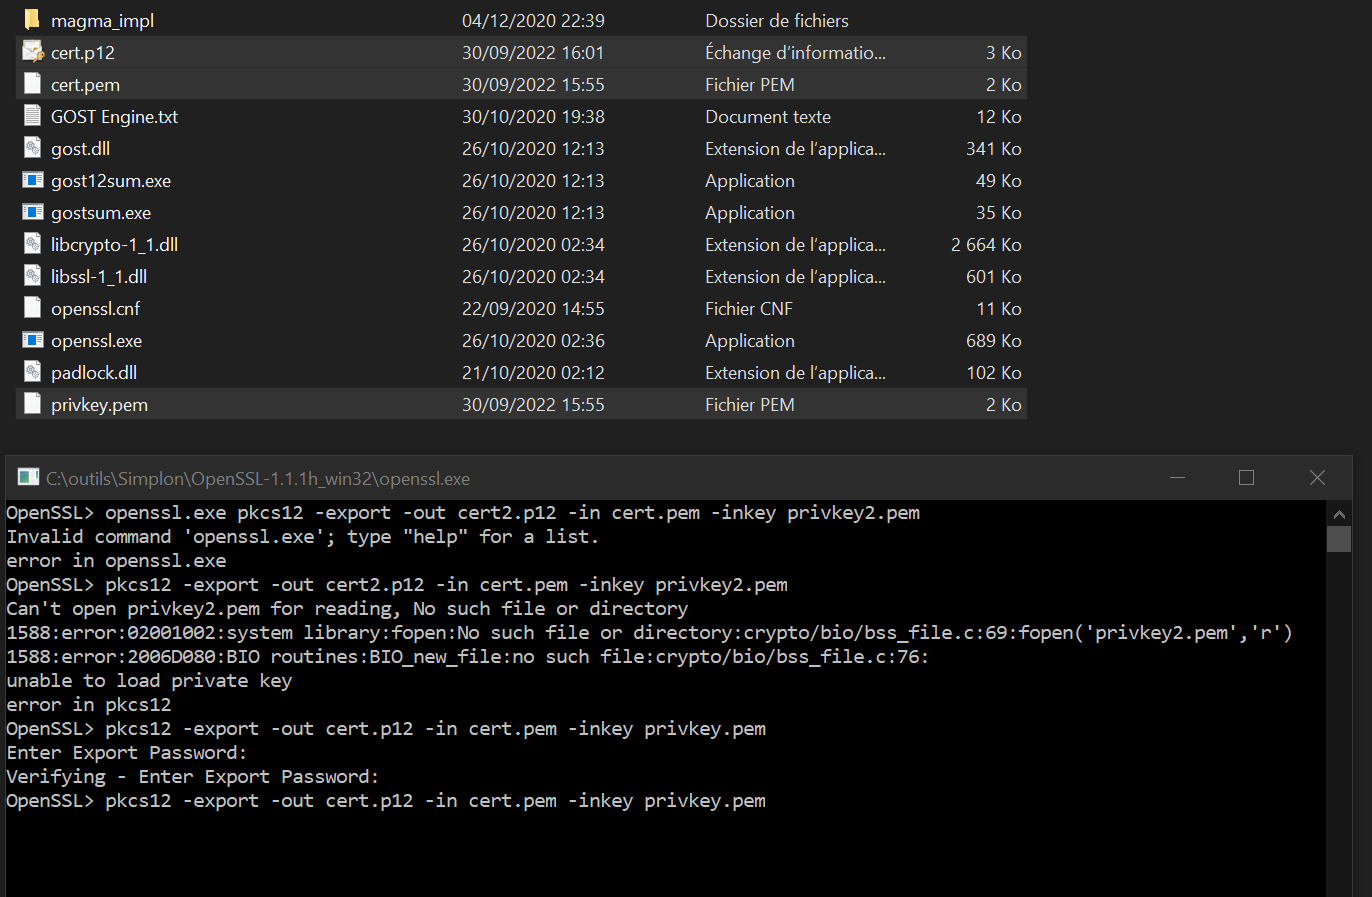 magma_impl 04/12/2020 22:39 Dossier de fichiers
cert.p12 30/09/2022 16:01 Échange d’informatio... 3 Ko
cert.pem 30/09/2022 15:55 Fichier PEM 2 Ko
GOST Engine.txt 30/10/2020 19:38 Document texte 12 Ko
gost.dll 26/10/2020 12:13 Extension de l’applica... 341 Ko
gost12sum.exe 26/10/2020 12:13 Application 49 Ko
gostsum.exe 26/10/2020 12:13 Application 35 Ko
libcrypto-1_1.dll 26/10/2020 02:34 Extension de l’applica... 2 664 Ko
libssl-1_1.dll 26/10/2020 02:34 Extension de l’applica... 601 Ko
openssl.cnf 22/09/2020 14:55 Fichier CNF 11 Ko
openssl.exe 26/10/2020 02:36 Application 689 Ko
padlock.dll 21/10/2020 02:12 Extension de l’applica... 102 Ko
privkey.pem 30/09/2022 15:55 Fichier PEM 2 Ko
C:\outils\Simplon\OpenSSL-1.1.1h_win32\openssl.exe
OpenSSL> openssl.exe pkcs12 -export -out cert2.p12 -in cert.pem -inkey privkey2.pem
Invalid command 'openssl.exe'; type "help" for a list.
error in openssl.exe
OpenSSL> pkcs12 -export -out cert2.p12 -in cert.pem -inkey privkey2.pem
Can't open privkey2.pem for reading, No such file or directory
1588:error:02001002:system library:fopen:No such file or directory:crypto/bio/bss_file.c:69:fopen('privkey2.pem','r')
1588:error:2006D080:BIO routines:BIO_new_file:no such file:crypto/bio/bss_file.c:76:
unable to load private key
error in pkcs12
OpenSSL> pkcs12 -export -out cert.p12 -in cert.pem -inkey privkey.pem
Enter Export Password:
Verifying - Enter Export Password:
OpenSSL> pkcs12 -export -out cert.p12 -in cert.pem -inkey privkey.pem